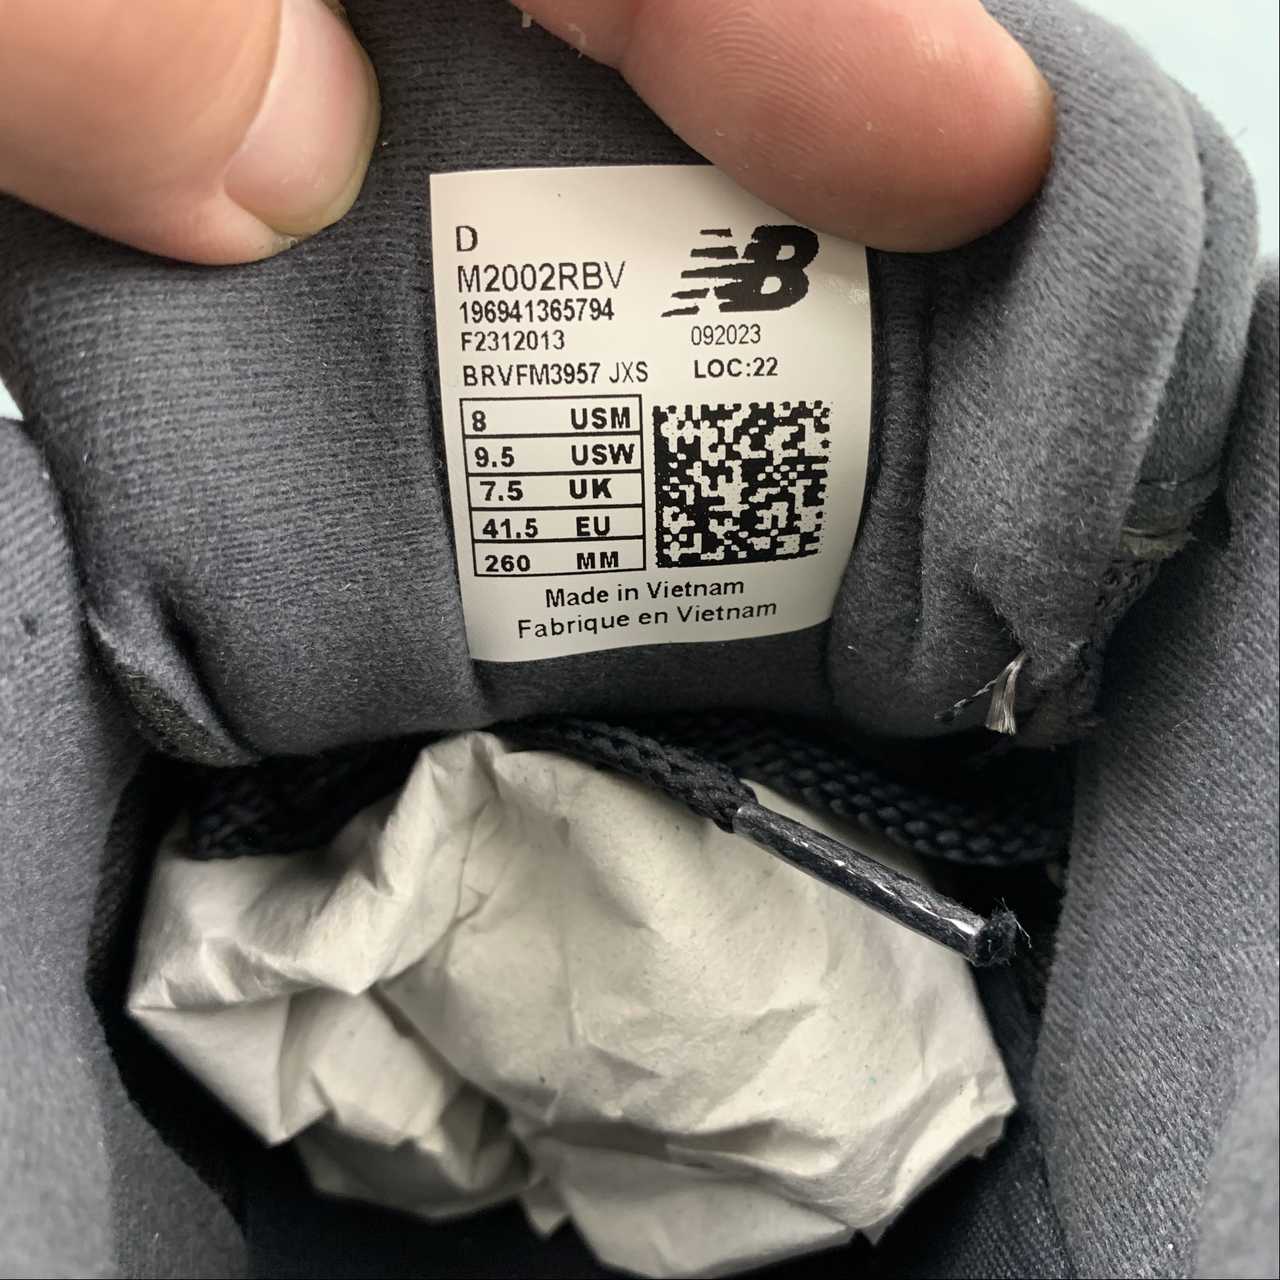 D
M2002RBV
196941365794
F2312013
BRVFM3957 JXS
NB
092023
LOC:22
8 USM
9.5 USW
7.5 UK
41.5 EU
260 MM
Made in Vietnam
Fabrique en Vietnam